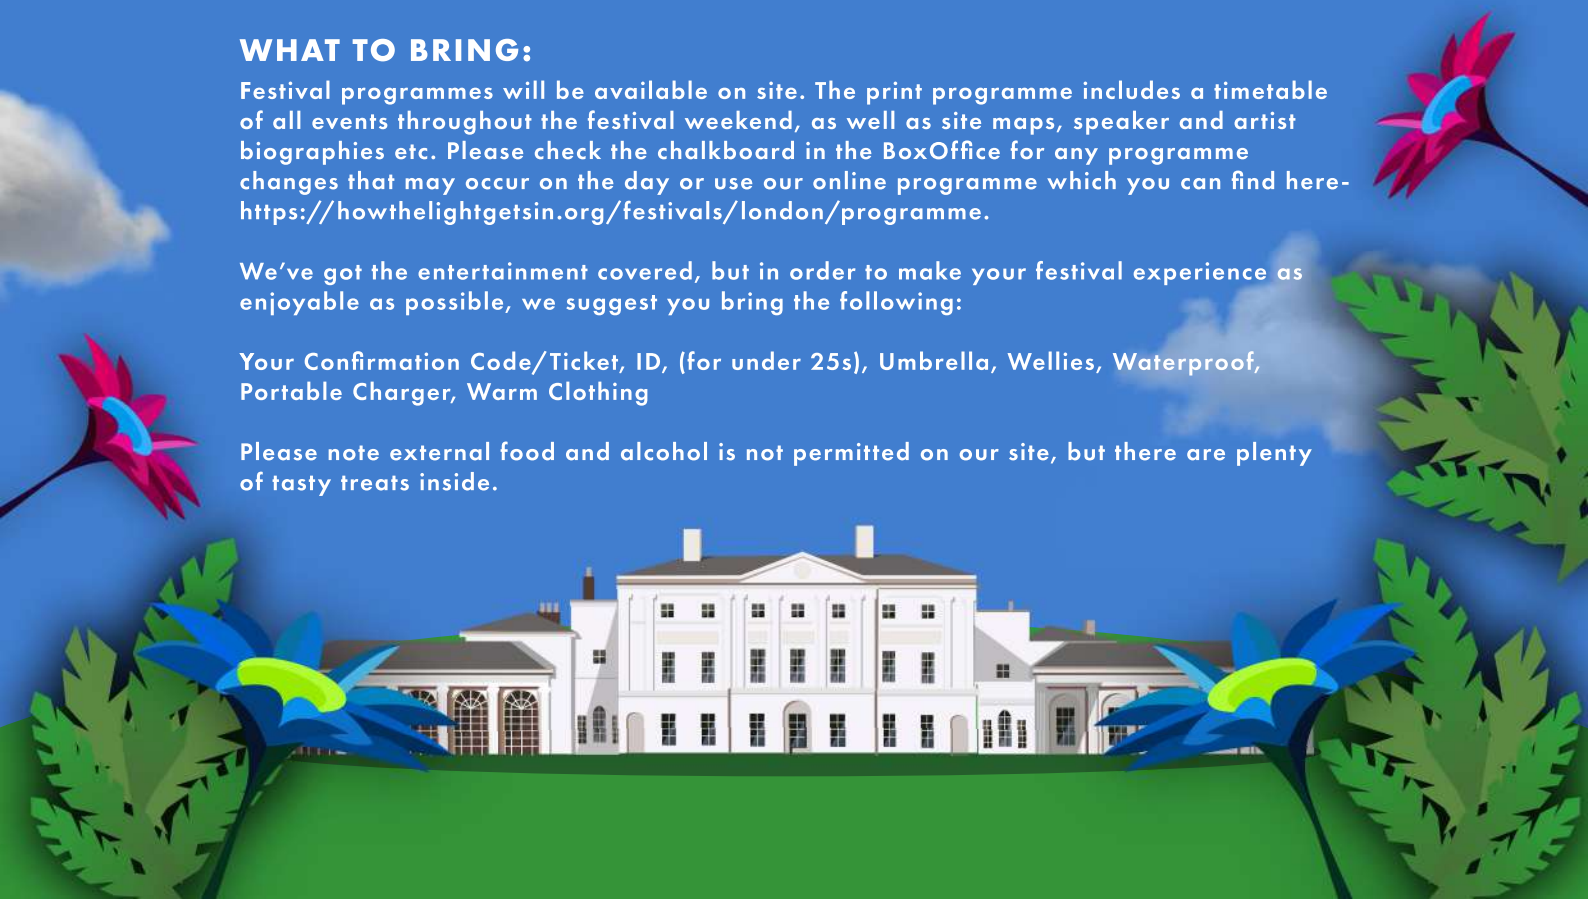 WHAT TO BRING:
Festival programmes will be available on site. The print programme includes a timetable
of all events throughout the festival weekend, as well as site maps, speaker and artist
biographies etc. Please check the chalkboard in the BoxOffice for any programme
changes that may occur on the day or use our online programme which you can find here-
https://howthelightgetsin.org/festivals/london/programme.
We’ve got the entertainment covered, but in order to make your festival experience as
enjoyable as possible, we suggest you bring the following:
Your Confirmation Code/Ticket, ID, (for under 25s), Umbrella, Wellies, Waterproof,
Portable Charger, Warm Clothing
Please note external food and alcohol is not permitted on our site, but there are plenty
of tasty treats inside.